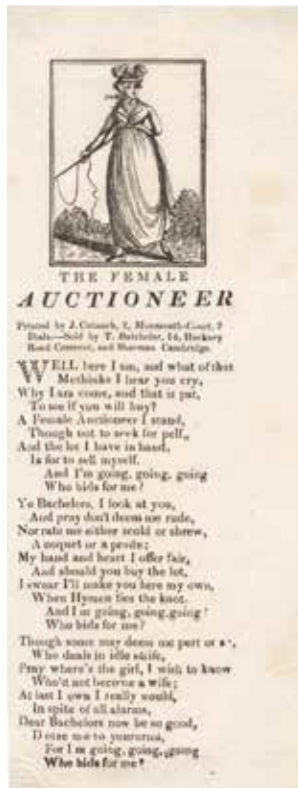 THE FEMALE
AUCTIONEER
Printed by J. Catnach, 2, Monmouth-Court, 7
Dials.—Sold by T. Batchelar, 14, Hackney
Road Crescent, and Sharman Cambridge.
WELL here I am, and what of that
Methinks I hear you cry,
Why I am come, and that is pat,
To see if you will buy?
A Female Auctioneer I stand,
Though not to seek for pelf,
And the lot I have in hand,
Is for to sell myself.
And I'm going, going, going
Who bids for me?
Ye Bachelors, I look at you,
And pray don't deem me rude,
Nor rate me either scold or shrew,
A coquet or a prude;
My hand and heart I offer fair,
And should you buy the lot,
I swear I'll make you here my own,
When Hymen ties the knot.
And I m going, going, going!
Who bids for me?
Though some may deem me pert or
Who deals in idle
Pray where's the girl, I wish to know
Who'd not become a wife;
At last I own I really would,
In spite of all alarms,
Dear Bachelors now be so good,
me to
For I m going, going, going
Who bids for me?